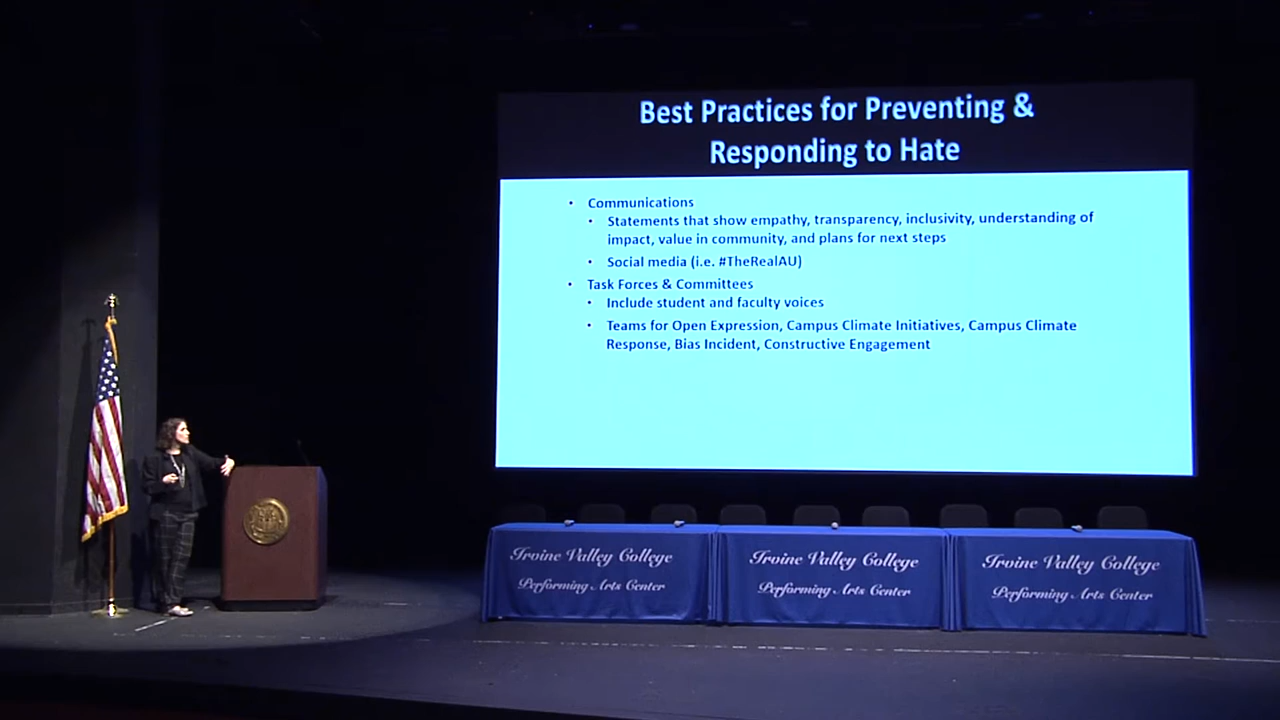 Best Practices for Preventing &
Responding to Hate
• Communications
• Statements that show empathy, transparency, inclusivity, understanding of
impact, value in community, and plans for next steps
• Social media (i.e. #TheRealAU)
• Task Forces & Committees
• Include student and faculty voices
• Teams for Open Expression, Campus Climate Initiatives, Campus Climate
Response, Bias Incident, Constructive Engagement
Irvine Valley College
Performing Arts Center
Irvine Valley College
Performing Arts Center
Irvine Valley College
Performing Arts Center